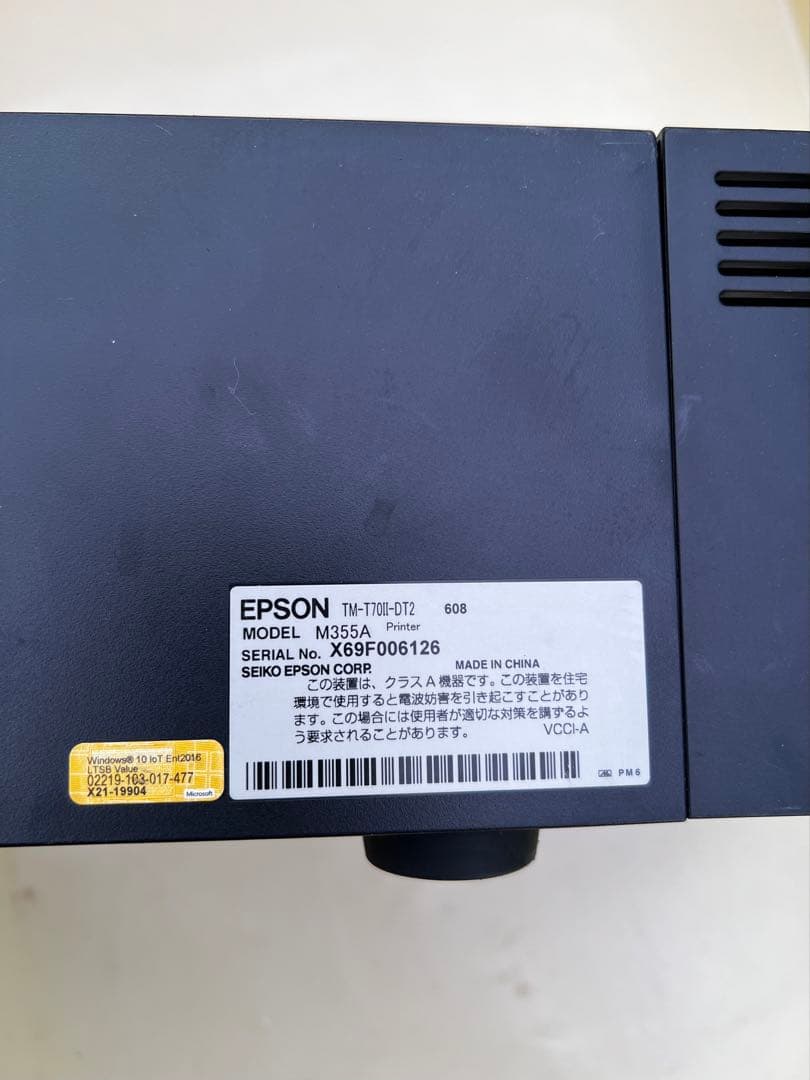 EPSON TM-T70II-DT2 608
MODEL M355A Printer
SERIAL No. X69F006126
SEIKO EPSON CORP. MADE IN CHINA
この装置は、クラスA機器です。この装置を住宅
環境で使用すると電波妨害を引き起こすことがあり
ます。この場合には使用者が適切な対策を講ずるよ
う要求されることがあります。 VCCI-A
PM6
Windows® 10 IoT Ent2016
LTSB Value
02219-103-017-477
X21-19904
Microsoft